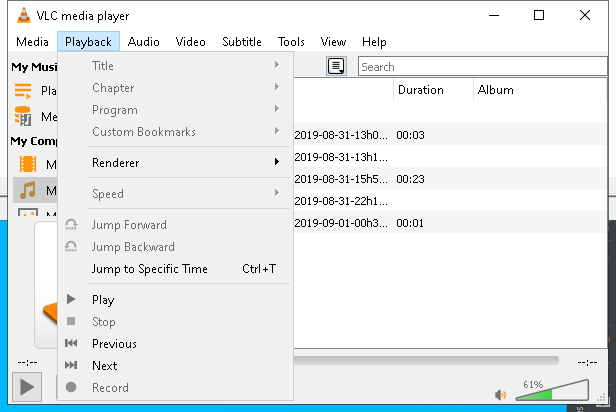 VLC media player
Media Playback Audio Video Subtitle Tools View Help
My Musi
Title
Search
Pla
Chapter
Duration Album
Me
Program
My Comp
Custom Bookmarks
2019-08-31-13h0... 00:03
M
Renderer
2019-08-31-13h1...
M
Speed
2019-08-31-15h5... 00:23
2019-08-31-22h1...
Jump Forward
2019-09-01-00h3... 00:01
Jump Backward
Jump to Specific Time Ctrl+T
Play
Stop
Previous
--:-- Next --:--
Record
61%